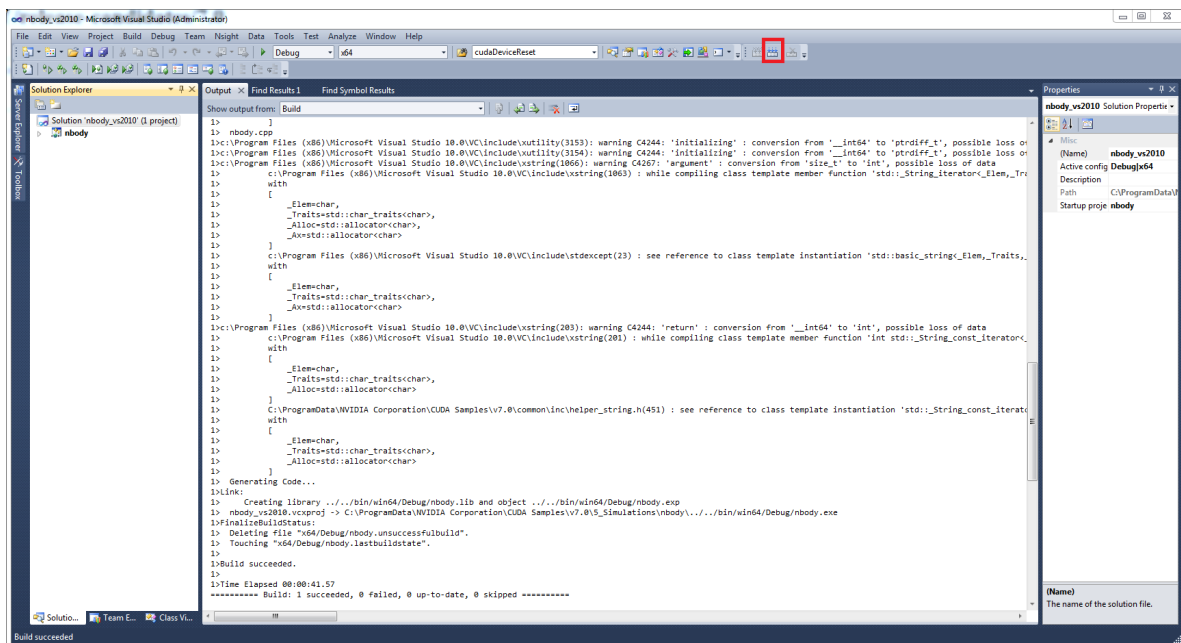 nbody_vs2010 - Microsoft Visual Studio (Administrator)
File Edit View Project Build Debug Team Nsight Data Tools Test Analyze Window Help
Debug x64 cudaDeviceReset
Solution Explorer
Output Find Results 1 Find Symbol Results
Properties
Show output from: Build
nbody_vs2010 Solution Propertie
Server Explorer
Toolbox
Solution 'nbody_vs2010' (1 project)
nbody
1> ]
1> nbody.cpp
1>c:\Program Files (x86)\Microsoft Visual Studio 10.0\VC\include\xutility(3153): warning C4244: 'initializing' : conversion from '__int64' to 'ptrdiff_t', possible loss o
1>c:\Program Files (x86)\Microsoft Visual Studio 10.0\VC\include\xutility(3154): warning C4244: 'initializing' : conversion from '__int64' to 'ptrdiff_t', possible loss o
1>c:\Program Files (x86)\Microsoft Visual Studio 10.0\VC\include\xstring(1066): warning C4267: 'argument' : conversion from 'size_t' to 'int', possible loss of data
1> c:\Program Files (x86)\Microsoft Visual Studio 10.0\VC\include\xstring(1063) : while compiling class template member function 'std::_String_iterator<_Elem,_Tra
1> with
1> [
1> _Elem=char,
1> _Traits=std::char_traits<char>,
1> _Alloc=std::allocator<char>,
1> _Ax=std::allocator<char>
1> ]
1> c:\Program Files (x86)\Microsoft Visual Studio 10.0\VC\include\stdexcept(23) : see reference to class template instantiation 'std::basic_string<_Elem,_Traits,_
1> with
1> [
1> _Elem=char,
1> _Traits=std::char_traits<char>,
1> _Ax=std::allocator<char>
1> ]
1>c:\Program Files (x86)\Microsoft Visual Studio 10.0\VC\include\xstring(203): warning C4244: 'return' : conversion from '__int64' to 'int', possible loss of data
1> c:\Program Files (x86)\Microsoft Visual Studio 10.0\VC\include\xstring(201) : while compiling class template member function 'int std::_String_const_iterator<_
1> with
1> [
1> _Elem=char,
1> _Traits=std::char_traits<char>,
1> _Alloc=std::allocator<char>
1> ]
1> C:\ProgramData\NVIDIA Corporation\CUDA Samples\v7.0\common\inc\helper_string.h(451) : see reference to class template instantiation 'std::_String_const_iterato
1> with
1> [
1> _Elem=char,
1> _Traits=std::char_traits<char>,
1> _Alloc=std::allocator<char>
1> ]
1> Generating Code...
1>Link:
1> Creating library ../../bin/win64/Debug/nbody.lib and object ../../bin/win64/Debug/nbody.exp
1> nbody_vs2010.vcxproj -> C:\ProgramData\NVIDIA Corporation\CUDA Samples\v7.0\5_Simulations\nbody\../../bin/win64/Debug/nbody.exe
1>FinalizeBuildStatus:
1> Deleting file "x64/Debug/nbody.unsuccessfulbuild".
1> Touching "x64/Debug/nbody.lastbuildstate".
1>
1>Build succeeded.
1>
1>Time Elapsed 00:00:41.57
========== Build: 1 succeeded, 0 failed, 0 up-to-date, 0 skipped ==========
Misc
(Name) nbody_vs2010
Active config Debug|x64
Description
Path C:\ProgramData\N
Startup proje nbody
(Name)
The name of the solution file.
Solutio... Team E... Class Vi...
Build succeeded